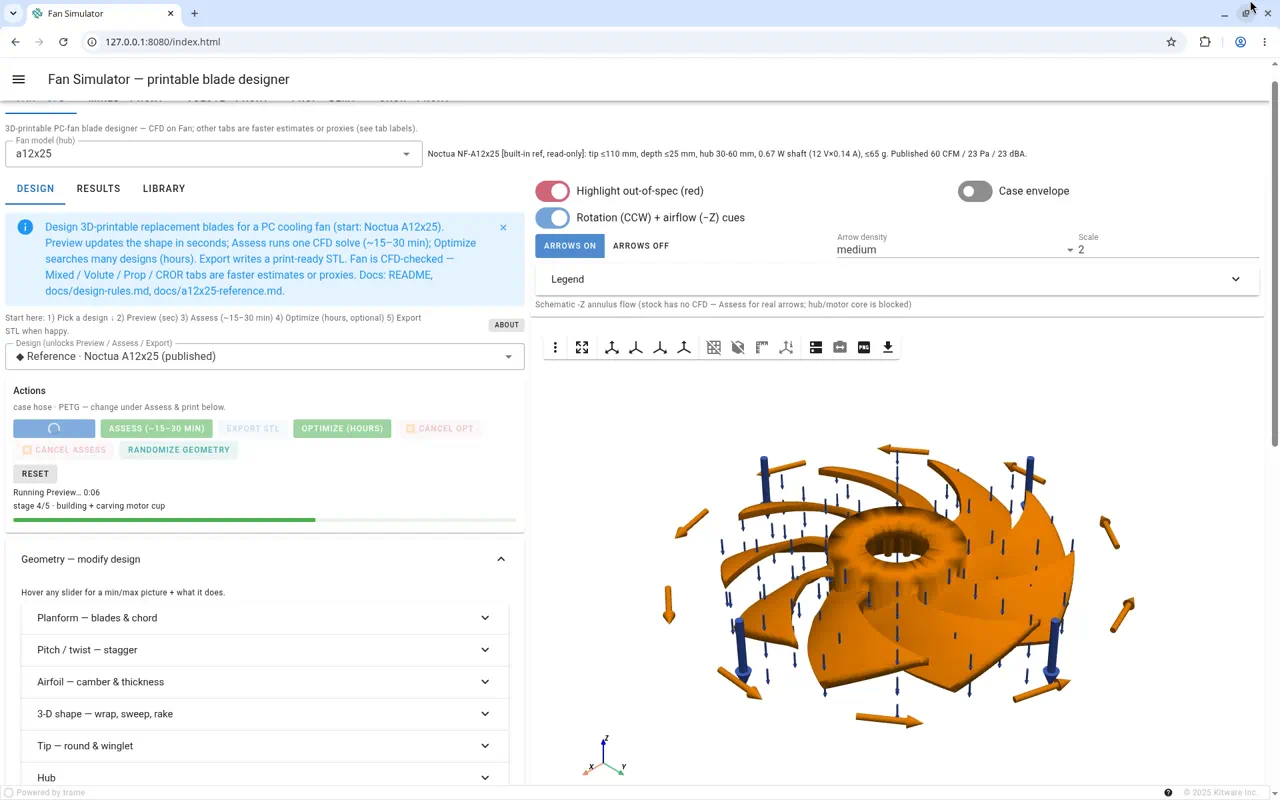 Fan Simulator
127.0.0.1:8080/index.html
Fan Simulator — printable blade designer
3D-printable PC-fan blade designer — CFD on Fan; other tabs are faster estimates or proxies (see tab labels).
Fan model (hub)
a12x25
Noctua NF-A12x25 [built-in ref, read-only]: tip ≤110 mm, depth ≤25 mm, hub 30-60 mm, 0.67 W shaft (12 V×0.14 A), ≤65 g. Published 60 CFM / 23 Pa / 23 dBA.
DESIGN RESULTS LIBRARY
Design 3D-printable replacement blades for a PC cooling fan (start: Noctua A12x25).
Preview updates the shape in seconds; Assess runs one CFD solve (~15–30 min); Optimize
searches many designs (hours). Export writes a print-ready STL. Fan is CFD-checked —
Mixed / Volute / Prop / CROR tabs are faster estimates or proxies. Docs: README,
docs/design-rules.md, docs/a12x25-reference.md.
Start here: 1) Pick a design ↓ 2) Preview (sec) 3) Assess (~15–30 min) 4) Optimize (hours, optional) 5) Export
STL when happy.
ABOUT
Design (unlocks Preview / Assess / Export)
◆ Reference · Noctua A12x25 (published)
Actions
case hose · PETG — change under Assess & print below.
ASSESS (~15–30 MIN) EXPORT STL OPTIMIZE (HOURS) CANCEL OPT
CANCEL ASSESS RANDOMIZE GEOMETRY
RESET
Running Preview… 0:06
stage 4/5 · building + carving motor cup
Geometry — modify design
Hover any slider for a min/max picture + what it does.
Planform — blades & chord
Pitch / twist — stagger
Airfoil — camber & thickness
3-D shape — wrap, sweep, rake
Tip — round & winglet
Hub
Highlight out-of-spec (red)
Case envelope
Rotation (CCW) + airflow (−Z) cues
ARROWS ON ARROWS OFF
Arrow density
medium
Scale
2
Legend
Schematic -Z annulus flow (stock has no CFD — Assess for real arrows; hub/motor core is blocked)
PNG
Z
X
Y
Powered by trame
© 2025 Kitware Inc.